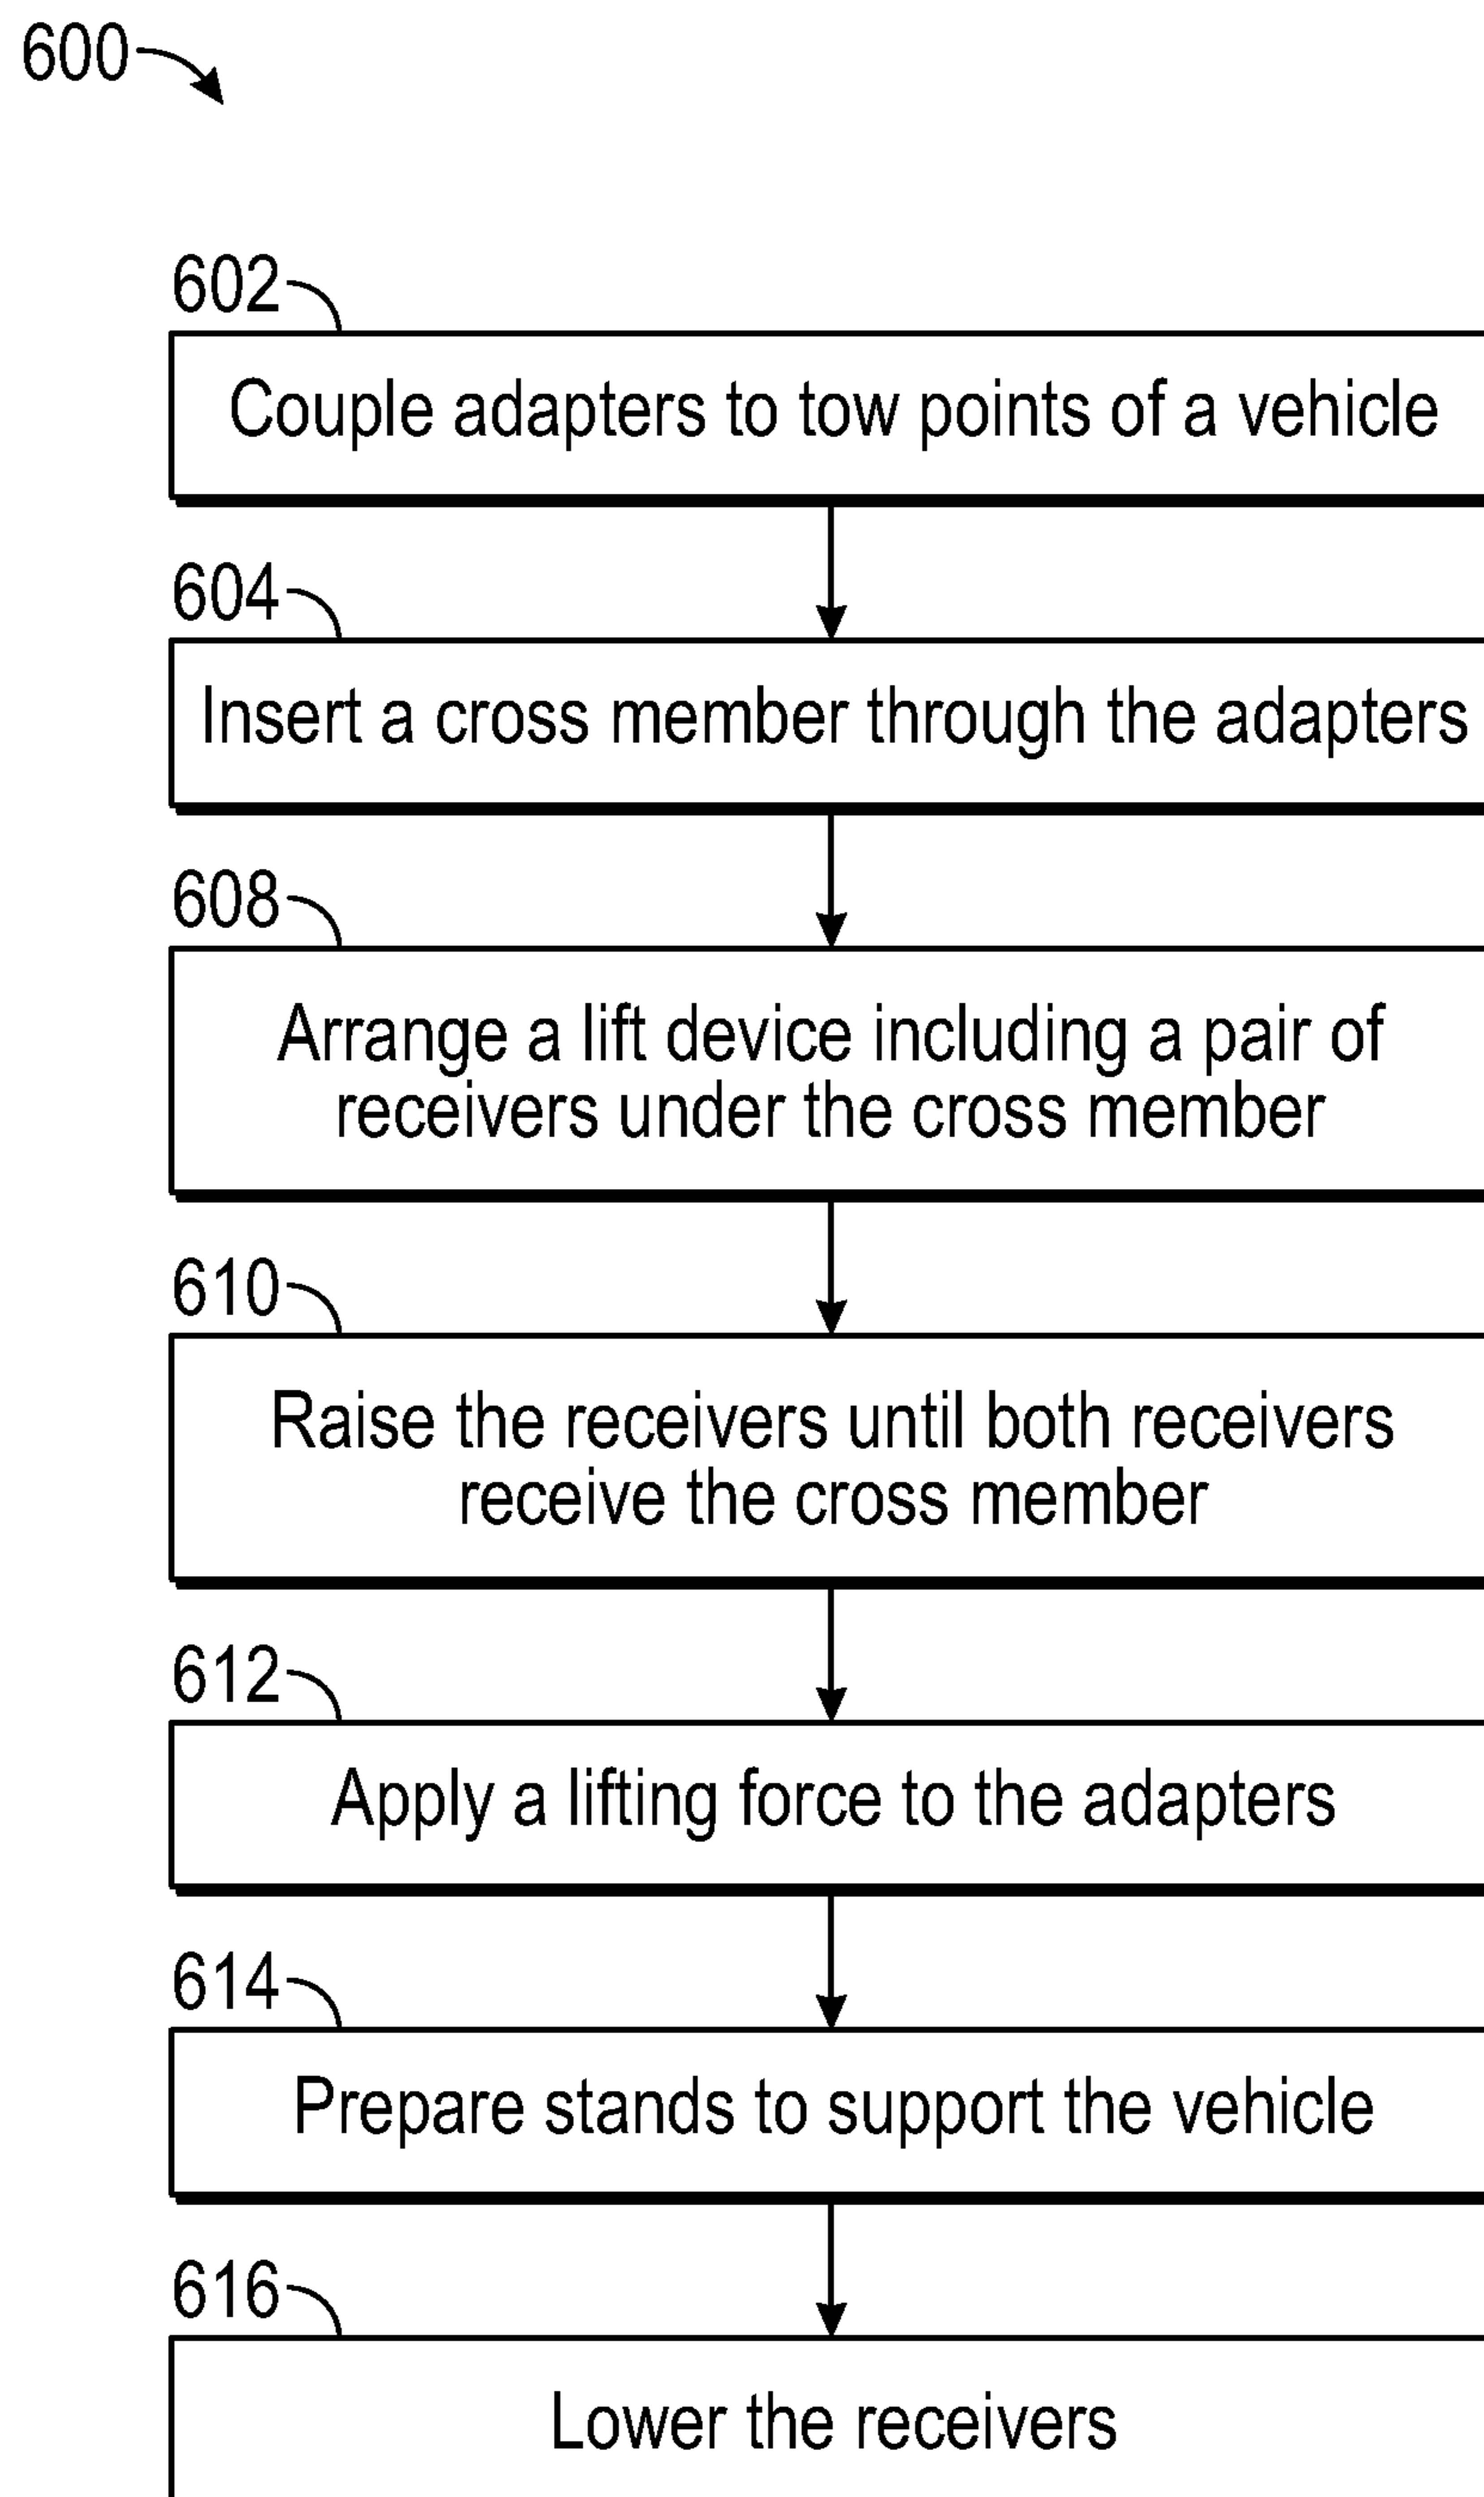 600
602
Couple adapters to tow points of a vehicle
604
Insert a cross member through the adapters
608
Arrange a lift device including a pair of
receivers under the cross member
610
Raise the receivers until both receivers
receive the cross member
612
Apply a lifting force to the adapters
614
Prepare stands to support the vehicle
616
Lower the receivers